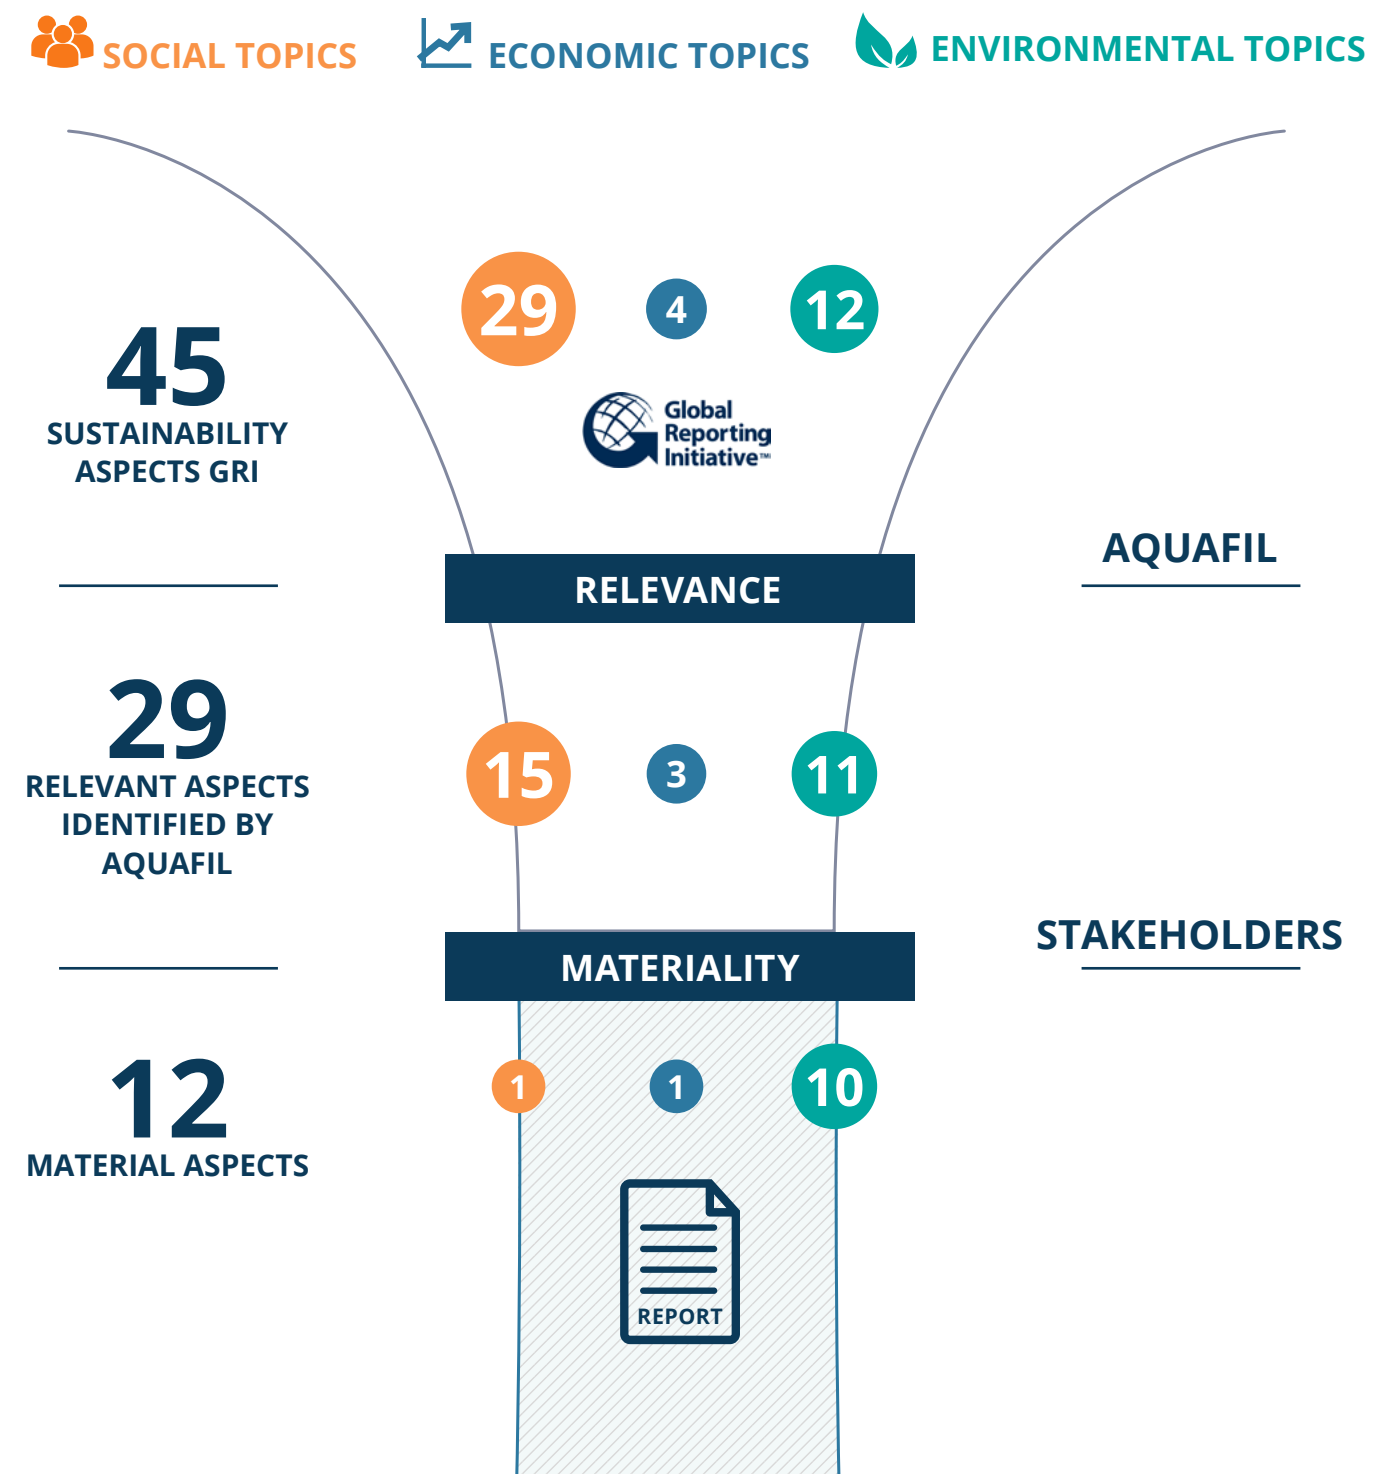 SOCIAL TOPICS
ECONOMIC TOPICS
ENVIRONMENTAL TOPICS
29
4
12
45
SUSTAINABILITY
ASPECTS GRI
Global
Reporting
Initiative™
AQUAFIL
RELEVANCE
29
RELEVANT ASPECTS
IDENTIFIED BY
AQUAFIL
15
3
11
STAKEHOLDERS
MATERIALITY
12
MATERIAL ASPECTS
1
1
10
REPORT